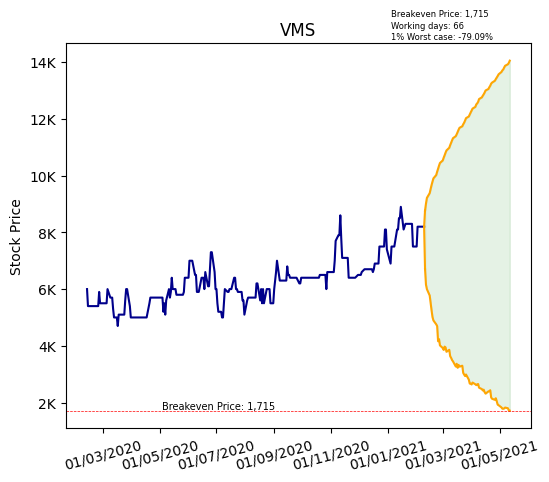 Breakeven Price: 1,715
Working days: 66
1% Worst case: -79.09%
VMS
Stock Price
14K
12K
10K
8K
6K
4K
2K
Breakeven Price: 1,715
01/03/2020
01/05/2020
01/07/2020
01/09/2020
01/11/2020
01/01/2021
01/03/2021
01/05/2021